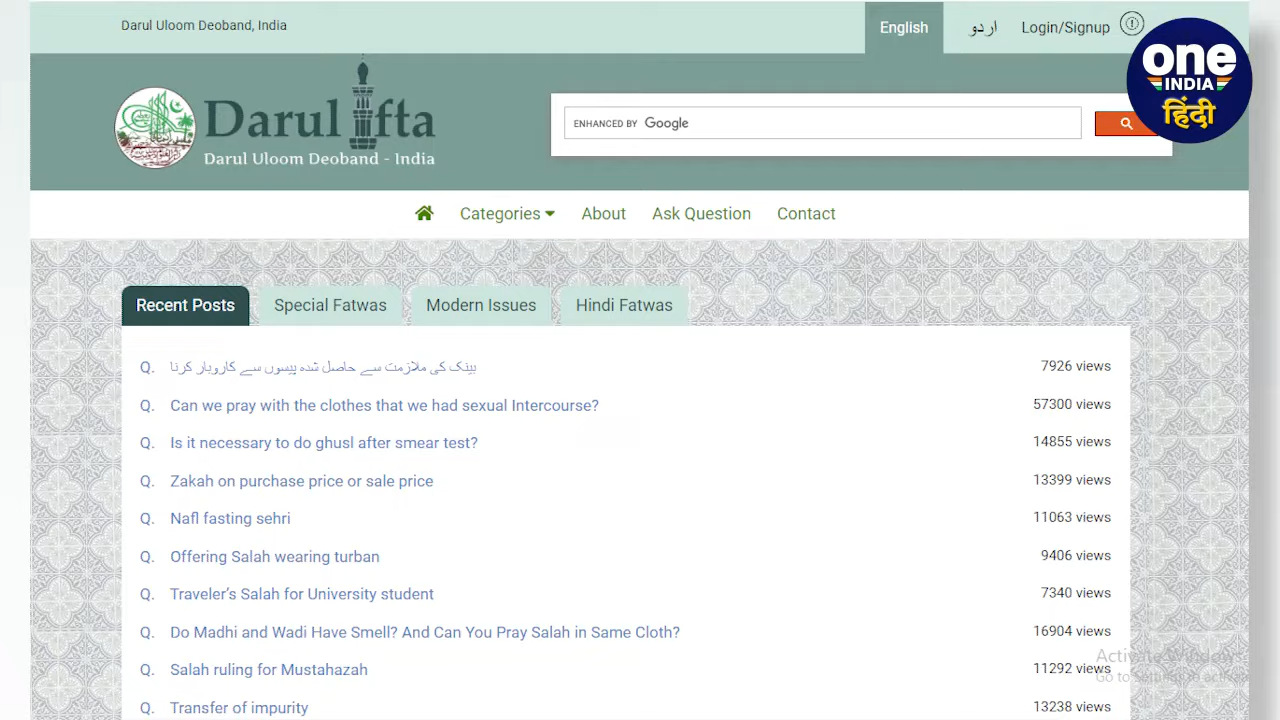 Darul Uloom Deoband, India
English
اردو
Login/Signup
one
INDIA
हिंदी
Darul Ifta
Darul Uloom Deoband - India
ENHANCED BY Google
Categories
About
Ask Question
Contact
Recent Posts
Special Fatwas
Modern Issues
Hindi Fatwas
Q. بینک کی ملازمت سے حاصل شدہ پیسوں سے کاروبار کرنا 7926 views
Q. Can we pray with the clothes that we had sexual Intercourse? 57300 views
Q. Is it necessary to do ghusl after smear test? 14855 views
Q. Zakah on purchase price or sale price 13399 views
Q. Nafl fasting sehri 11063 views
Q. Offering Salah wearing turban 9406 views
Q. Traveler’s Salah for University student 7340 views
Q. Do Madhi and Wadi Have Smell? And Can You Pray Salah in Same Cloth? 16904 views
Activate Windows
Q. Salah ruling for Mustahazah 11292 views
Q. Transfer of impurity 13238 views